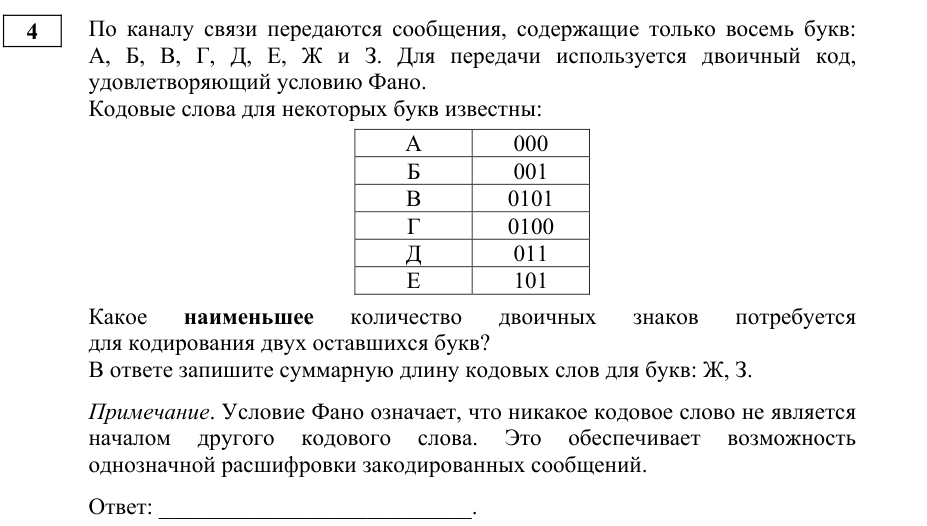 4
По каналу связи передаются сообщения, содержащие только восемь букв:
А, Б, В, Г, Д, Е, Ж и З. Для передачи используется двоичный код,
удовлетворяющий условию Фано.
Кодовые слова для некоторых букв известны:
А 000
Б 001
В 0101
Г 0100
Д 011
Е 101
Какое наименьшее количество двоичных знаков потребуется
для кодирования двух оставшихся букв?
В ответе запишите суммарную длину кодовых слов для букв: Ж, З.
Примечание. Условие Фано означает, что никакое кодовое слово не является
началом другого кодового слова. Это обеспечивает возможность
однозначной расшифровки закодированных сообщений.
Ответ: ___________________________.